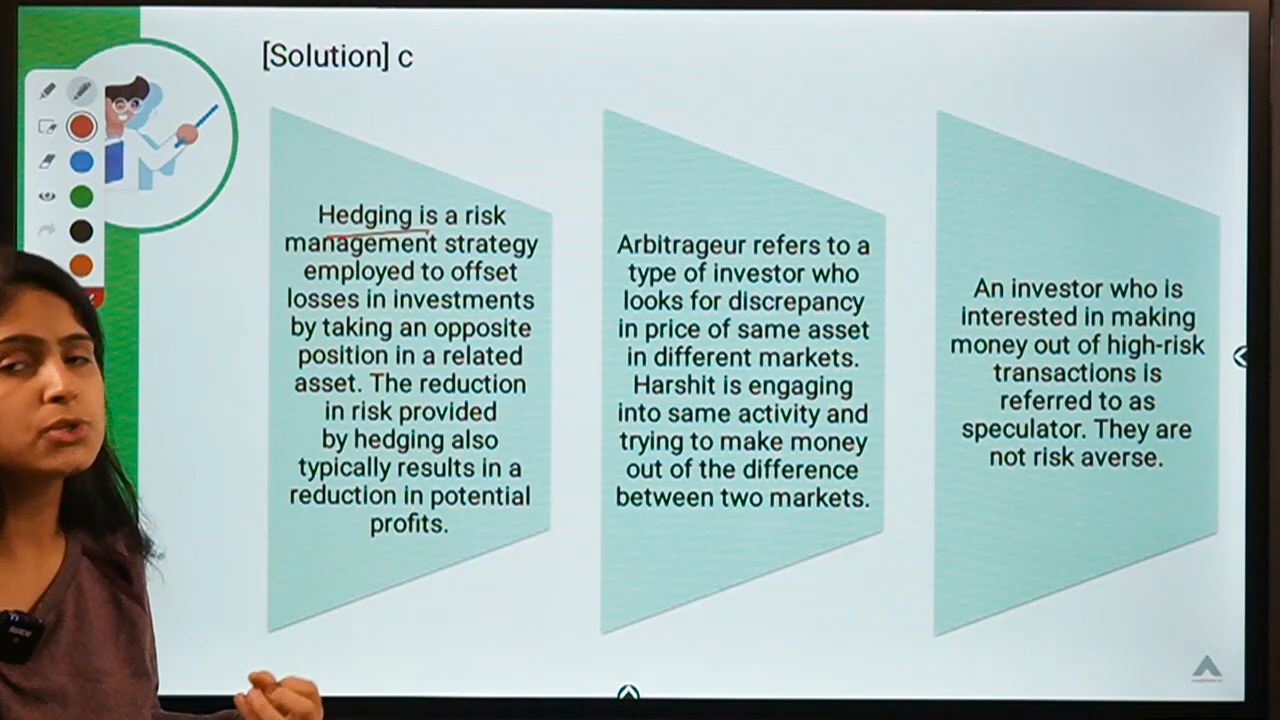 [Solution] c
Hedging is a risk
management strategy
employed to offset
losses in investments
by taking an opposite
position in a related
asset. The reduction
in risk provided
by hedging also
typically results in a
reduction in potential
profits.
Arbitrageur refers to a
type of investor who
looks for discrepancy
in price of same asset
in different markets.
Harshit is engaging
into same activity and
trying to make money
out of the difference
between two markets.
An investor who is
interested in making
money out of high-risk
transactions is
referred to as
speculator. They are
not risk averse.